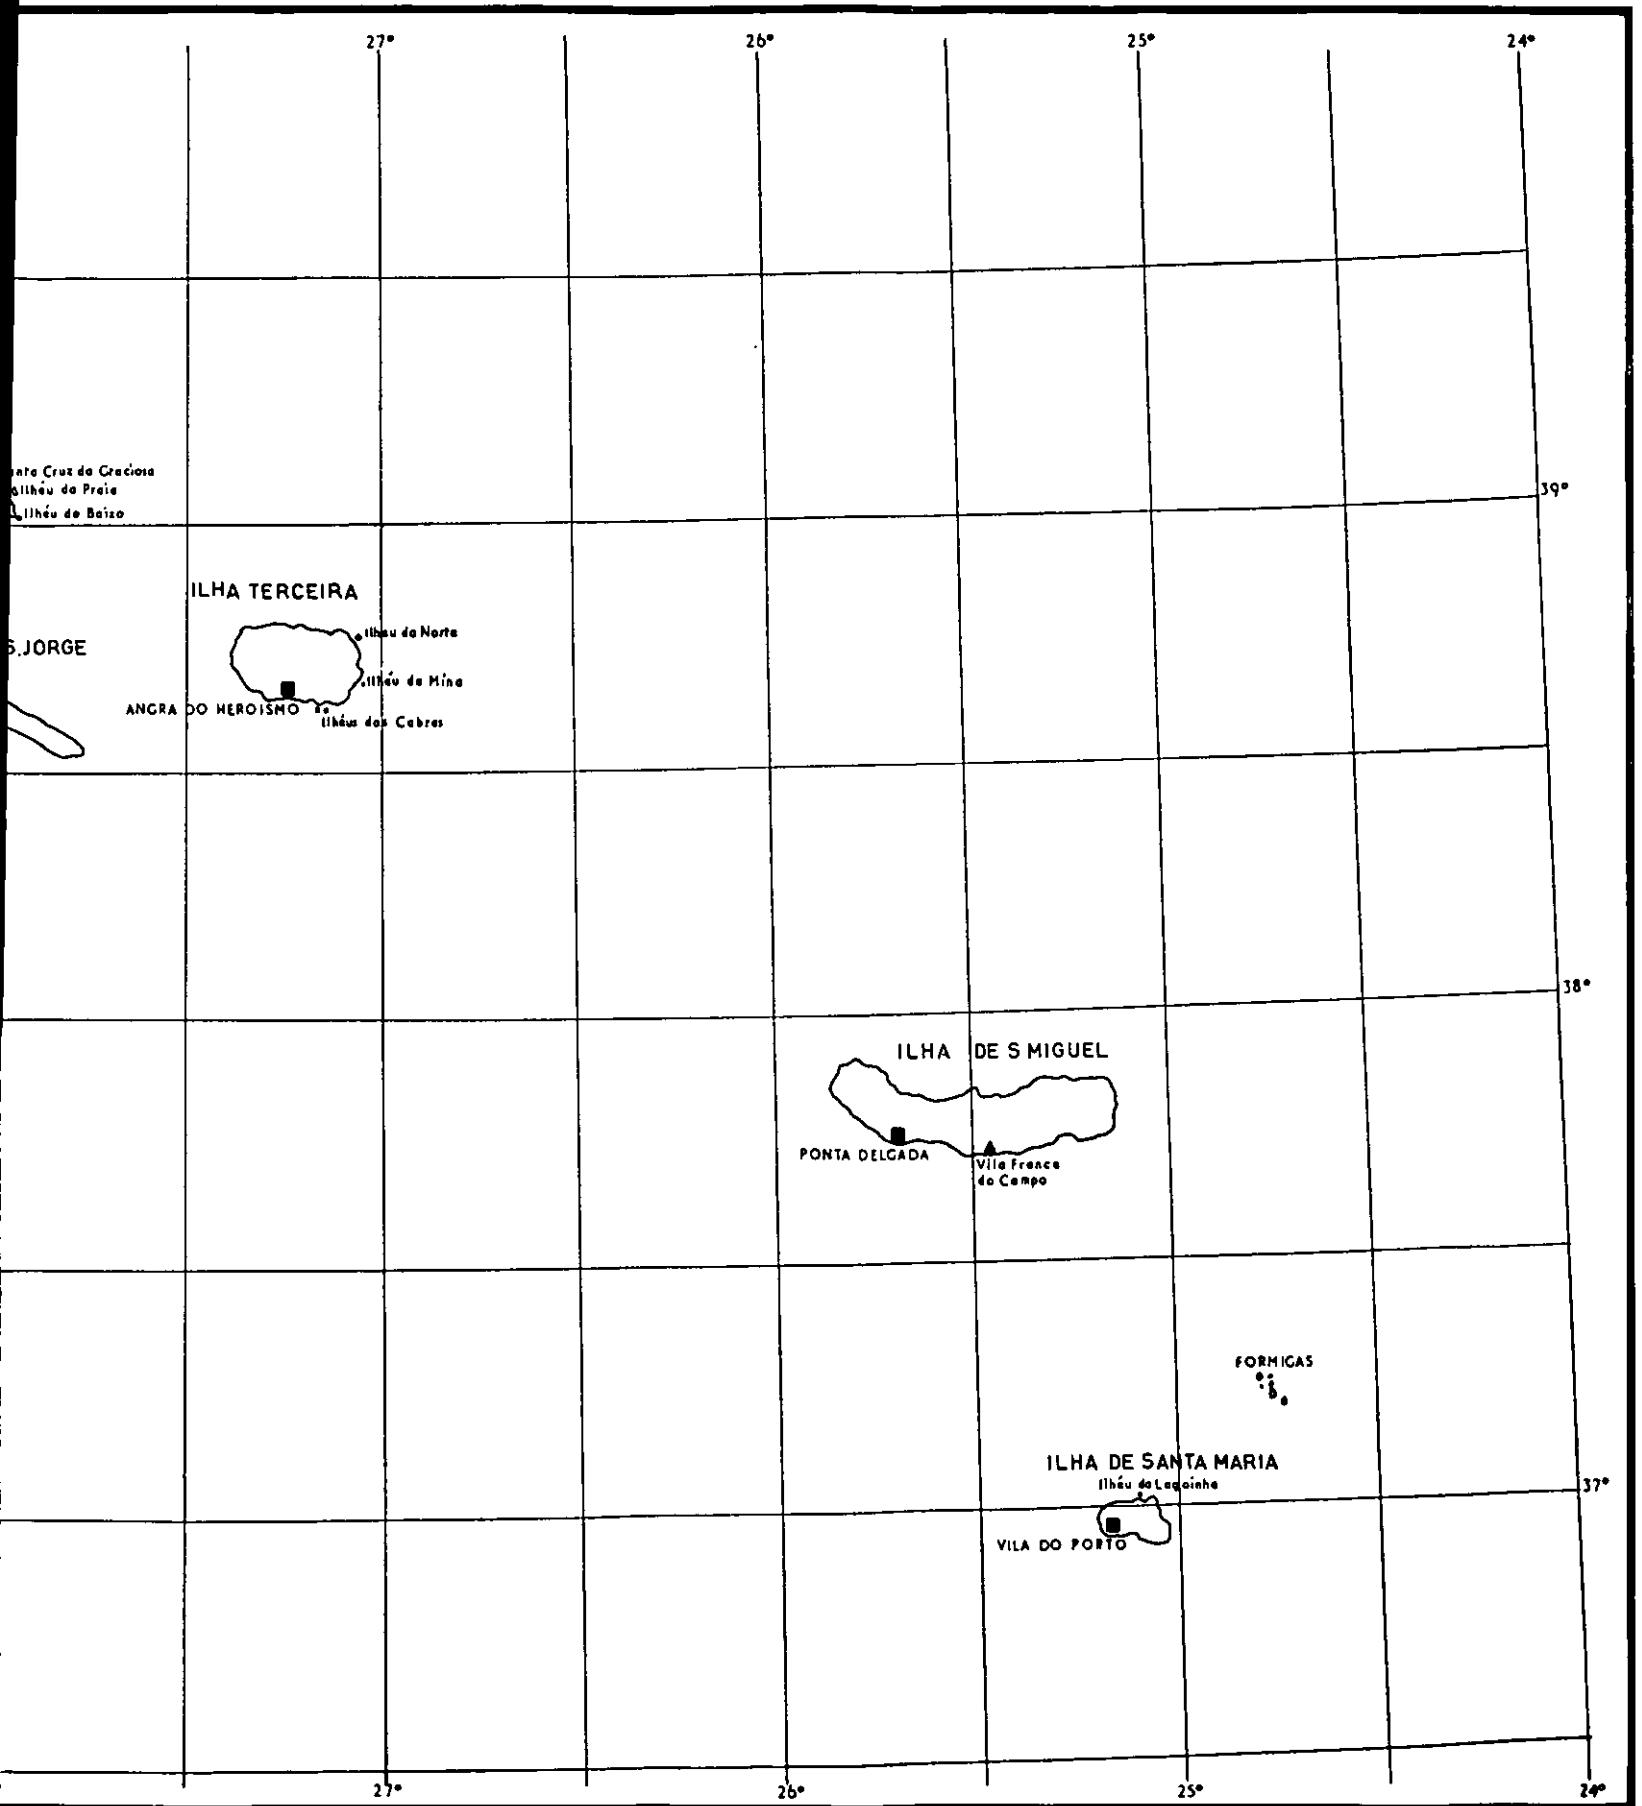 27°
26°
25°
24°
Cruz da Graciosa
Ilhéu da Praia
39°
Ilhéu de Baixo
ILHA TERCEIRA
Ilhéu do Norte
S. JORGE
Ilhéu da Mina
ANGRA DO HEROISMO
Ilhéus das Cabras
38°
ILHA DE S MIGUEL
PONTA DELGADA
Vila Franca
do Campo
FORMIGAS
ILHA DE SANTA MARIA
37°
Ilhéu da Lagoinha
VILA DO PORTO
27°
26°
25°
24°